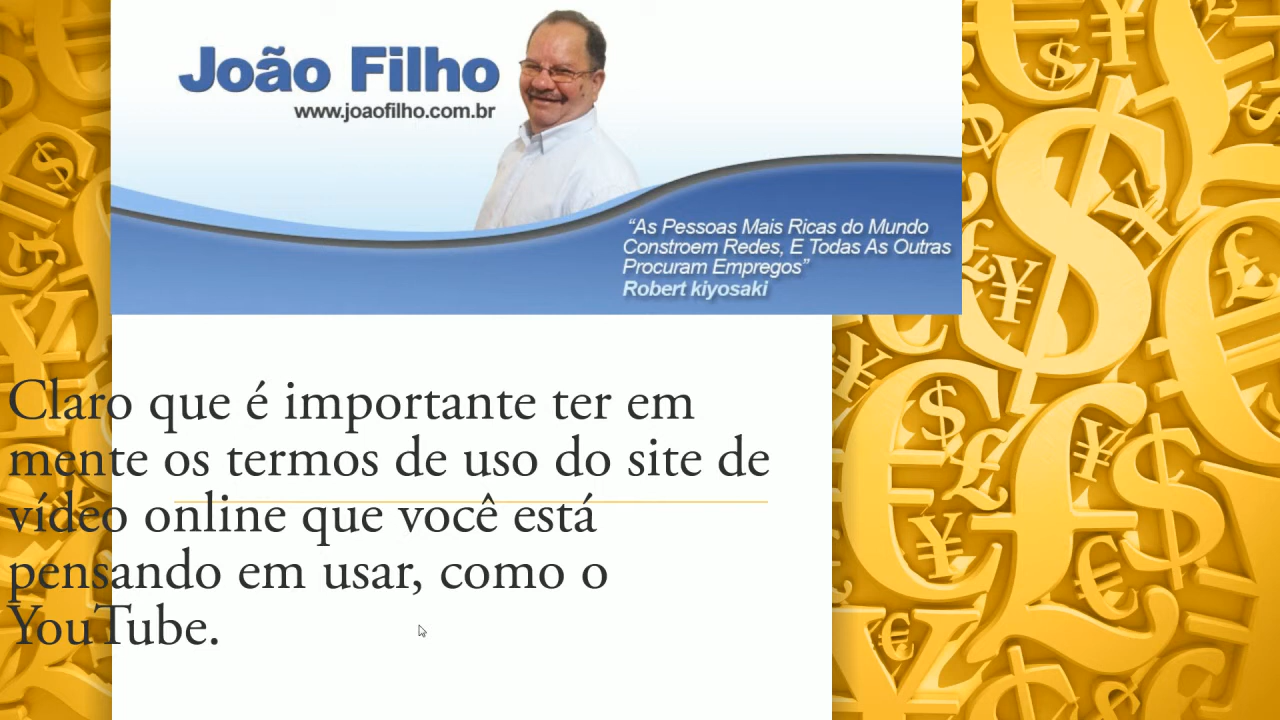 João Filho
www.joaofilho.com.br
“As Pessoas Mais Ricas do Mundo
Constroem Redes, E Todas As Outras
Procuram Empregos”
Robert kiyosaki
Claro que é importante ter em
mente os termos de uso do site de
vídeo online que você está
pensando em usar, como o
YouTube.